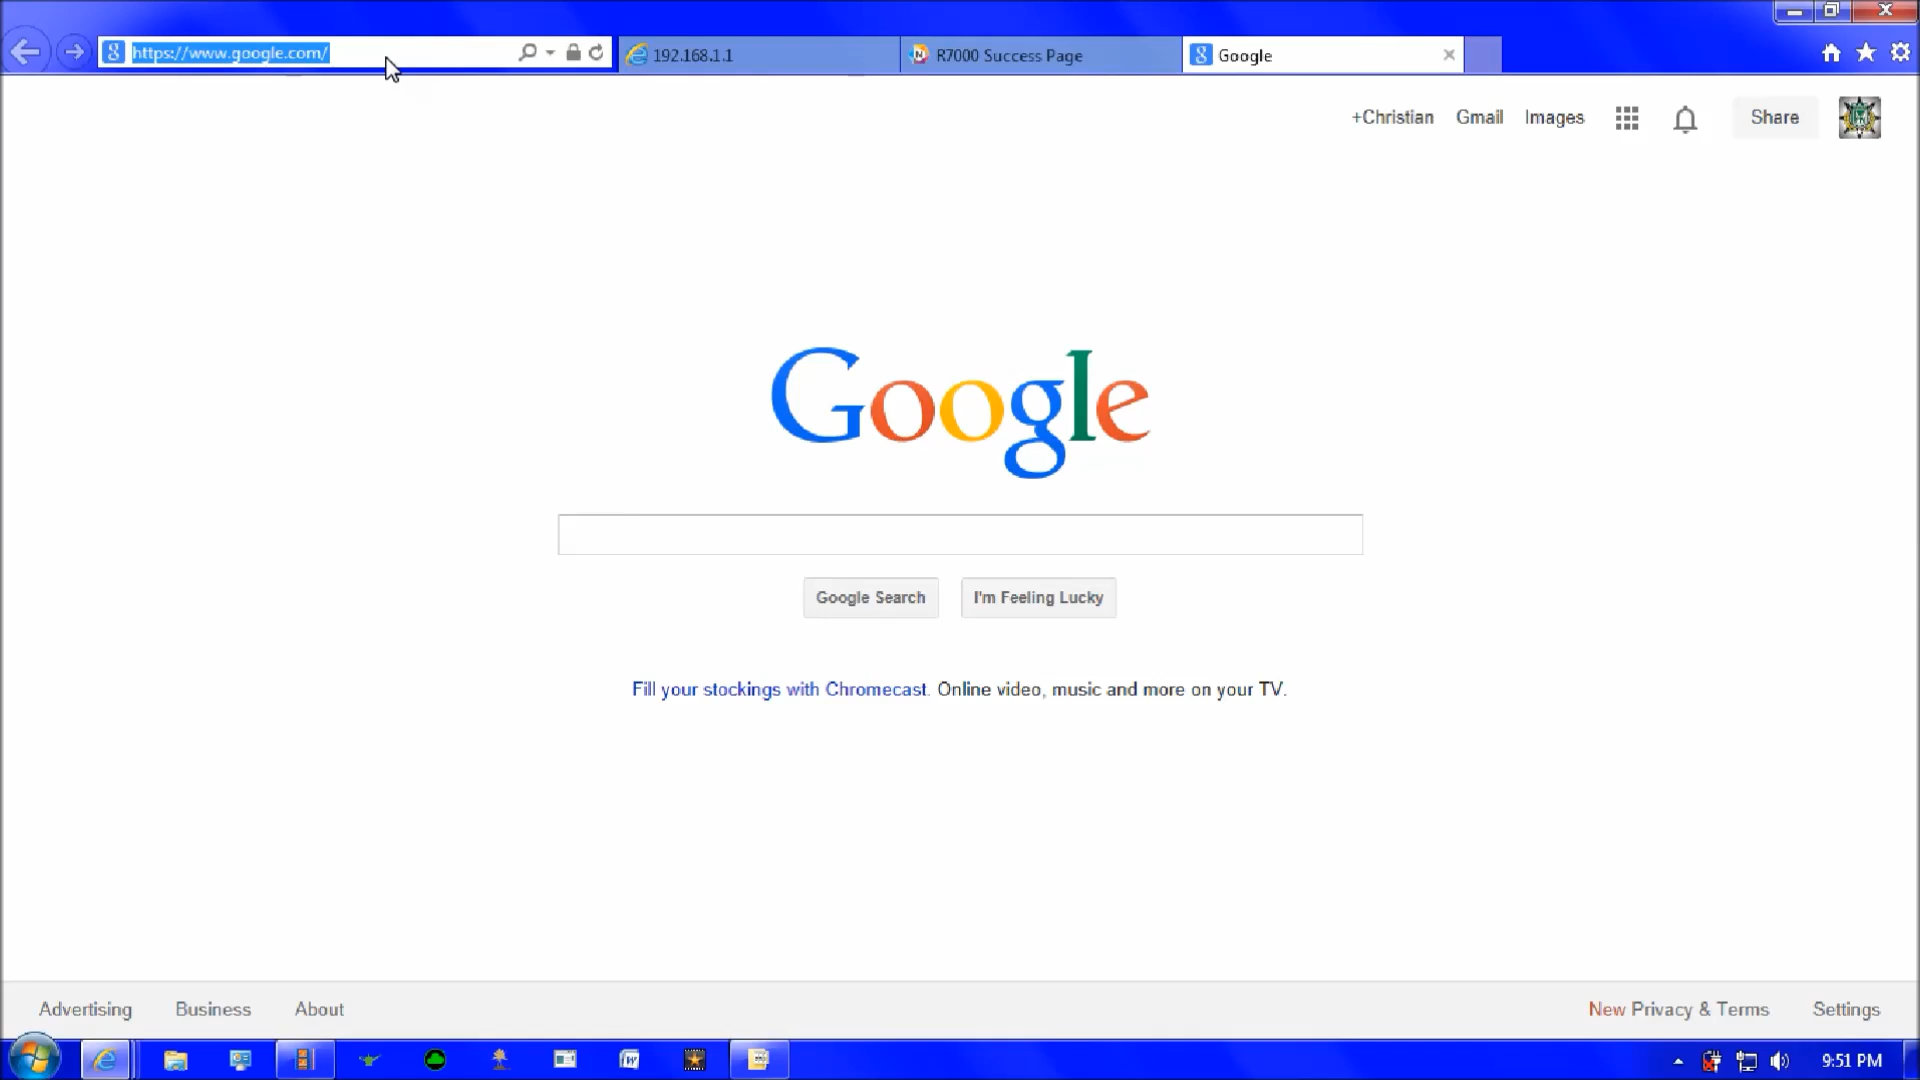 https://www.google.com/
192.168.1.1
R7000 Success Page
Google
+Christian Gmail Images Share
Google
Google Search
I'm Feeling Lucky
Fill your stockings with Chromecast. Online video, music and more on your TV.
Advertising Business About
New Privacy & Terms Settings
9:51 PM